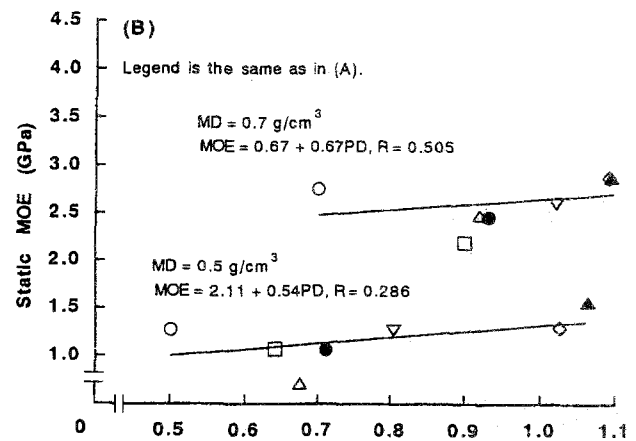 (B)
Legend is the same as in (A).
MD = 0.7 g/cm³
MOE = 0.67 + 0.67PD, R = 0.505
MD = 0.5 g/cm³
MOE = 2.11 + 0.54PD, R = 0.286
Static MOE (GPa)
4.5
4.0
3.5
3.0
2.5
2.0
1.5
1.0
0 0.5 0.6 0.7 0.8 0.9 1.0 1.1